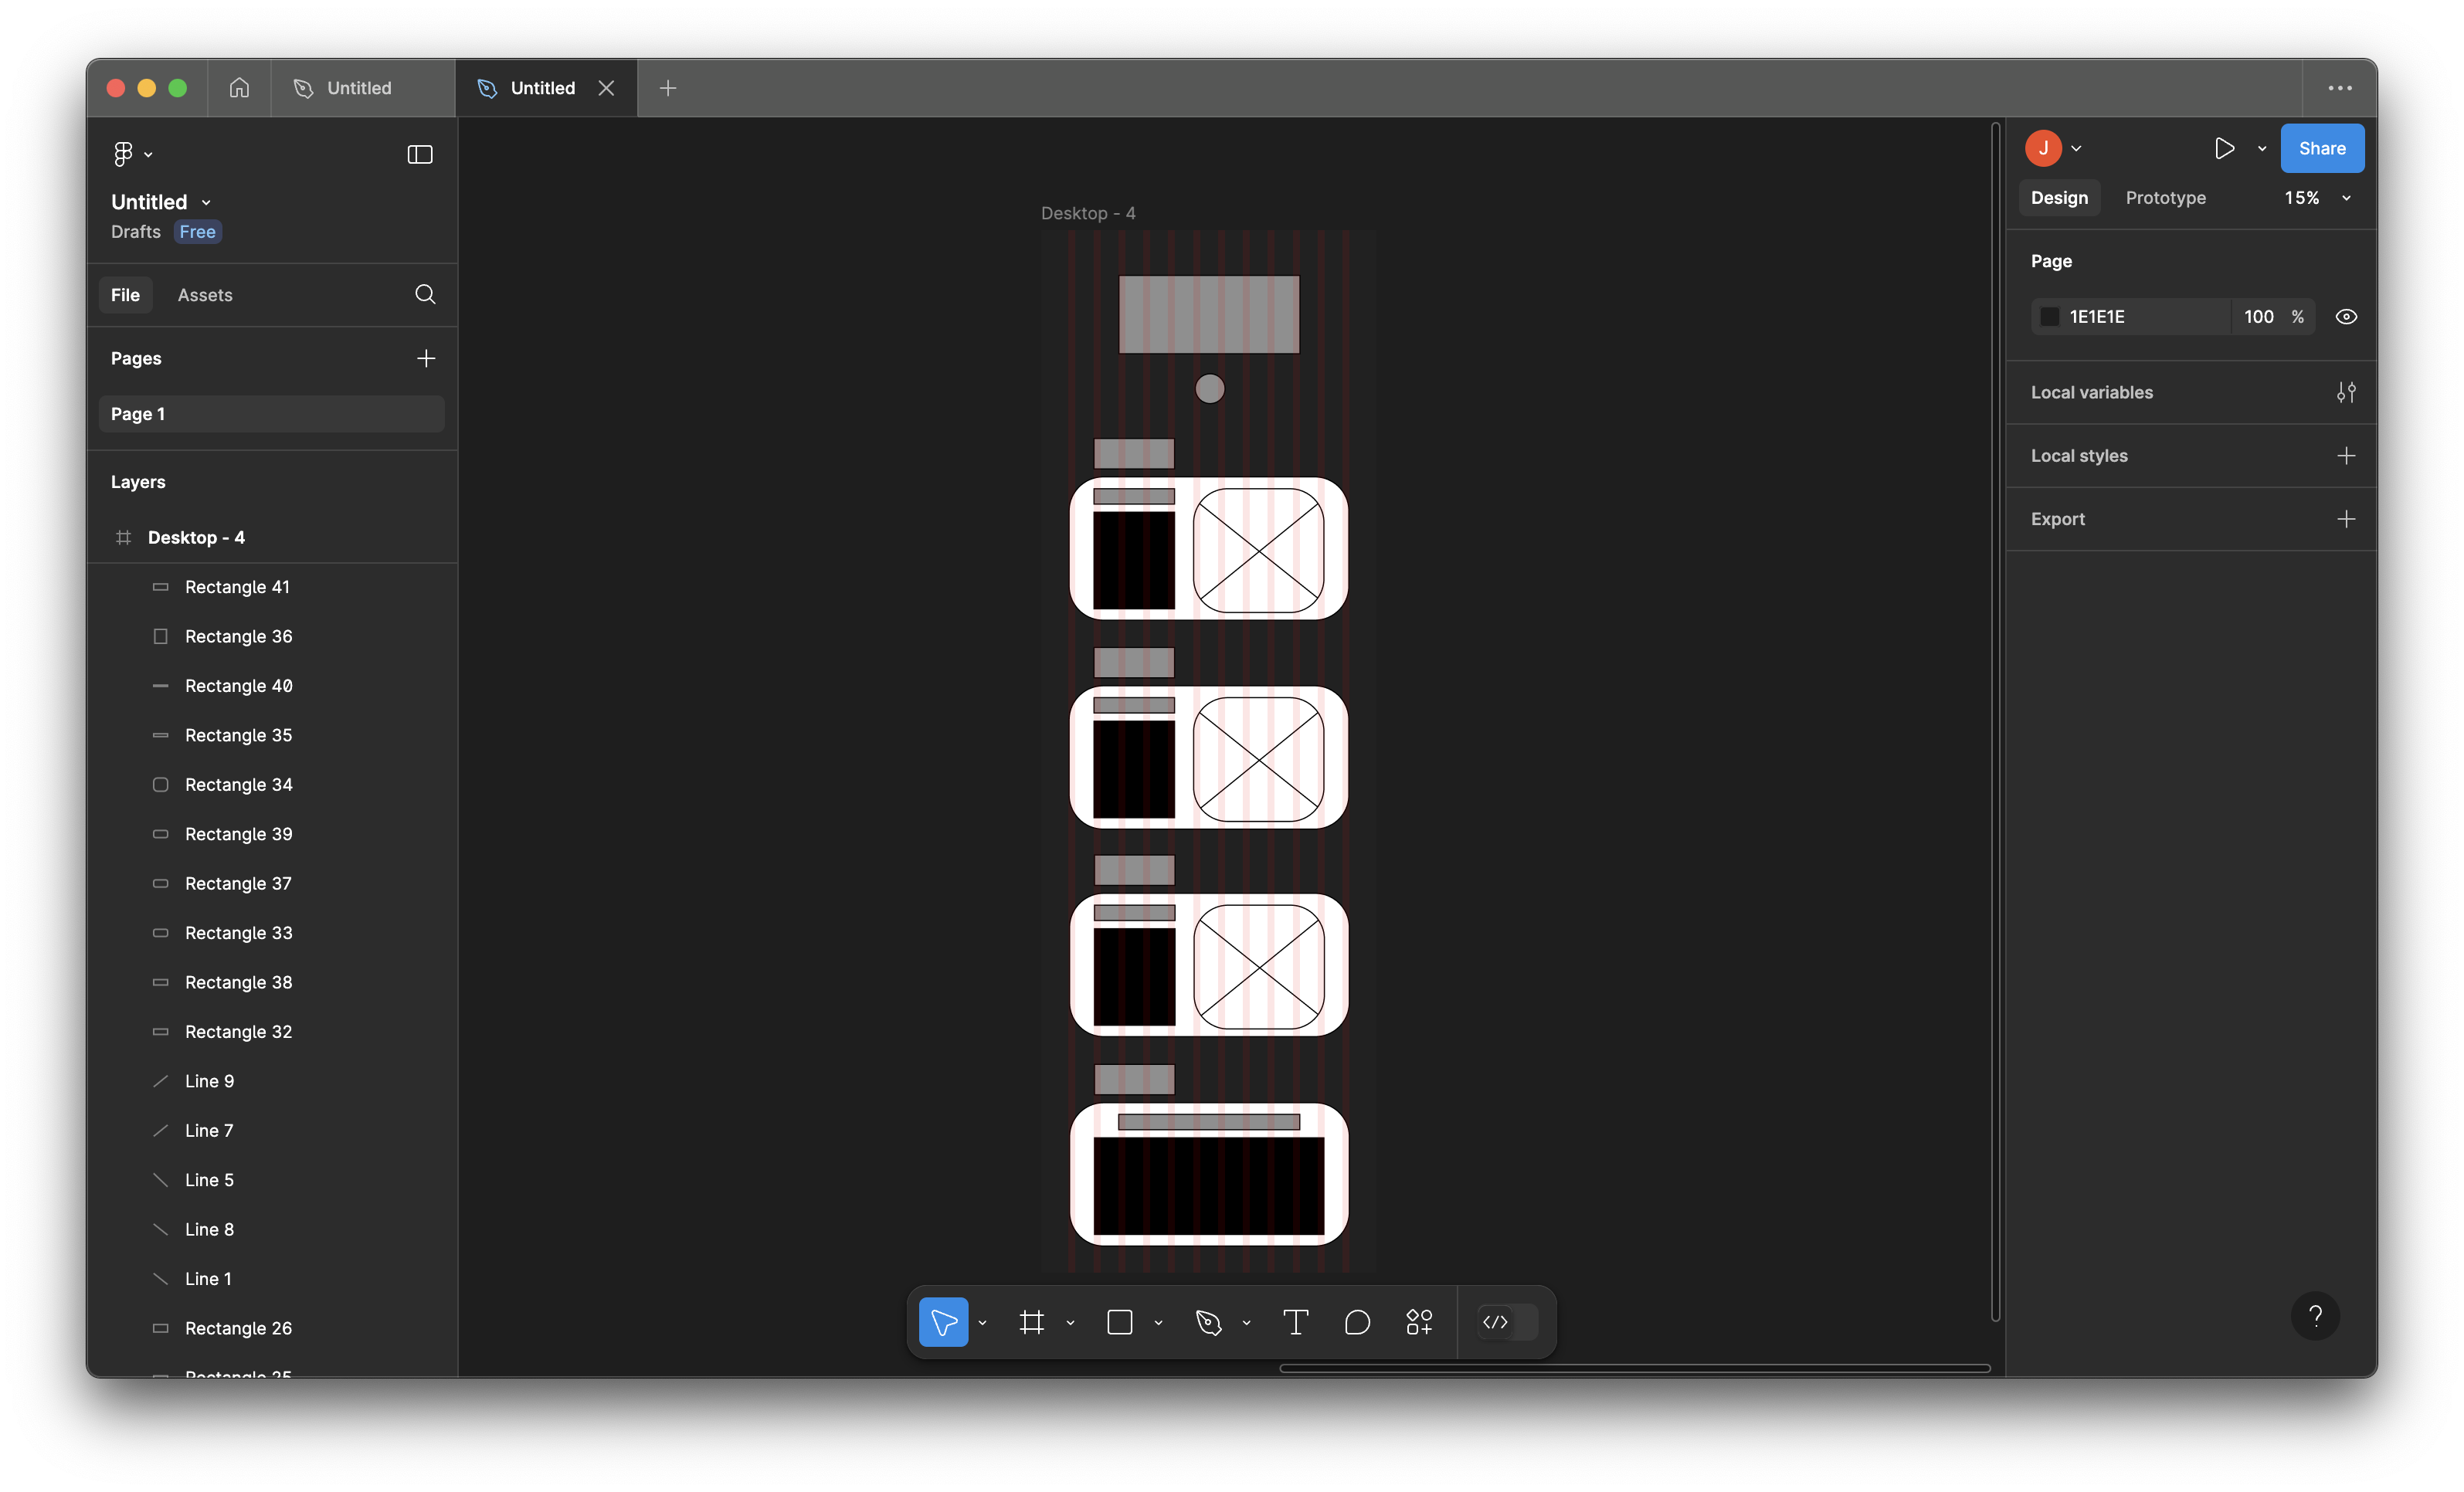 Untitled
Untitled
Untitled
Drafts Free
File Assets
Pages
Page 1
Layers
Desktop - 4
Rectangle 41
Rectangle 36
Rectangle 40
Rectangle 35
Rectangle 34
Rectangle 39
Rectangle 37
Rectangle 33
Rectangle 38
Rectangle 32
Line 9
Line 7
Line 5
Line 8
Line 1
Rectangle 26
Rectangle 25
Desktop - 4
J
Share
Design Prototype 15%
Page
1E1E1E 100 %
Local variables
Local styles
Export
?